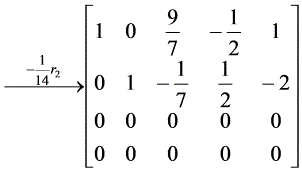 -1/14 r₂ → [1 0 9/7 -1/2 1
0 1 -1/7 1/2 -2
0 0 0 0 0
0 0 0 0 0]